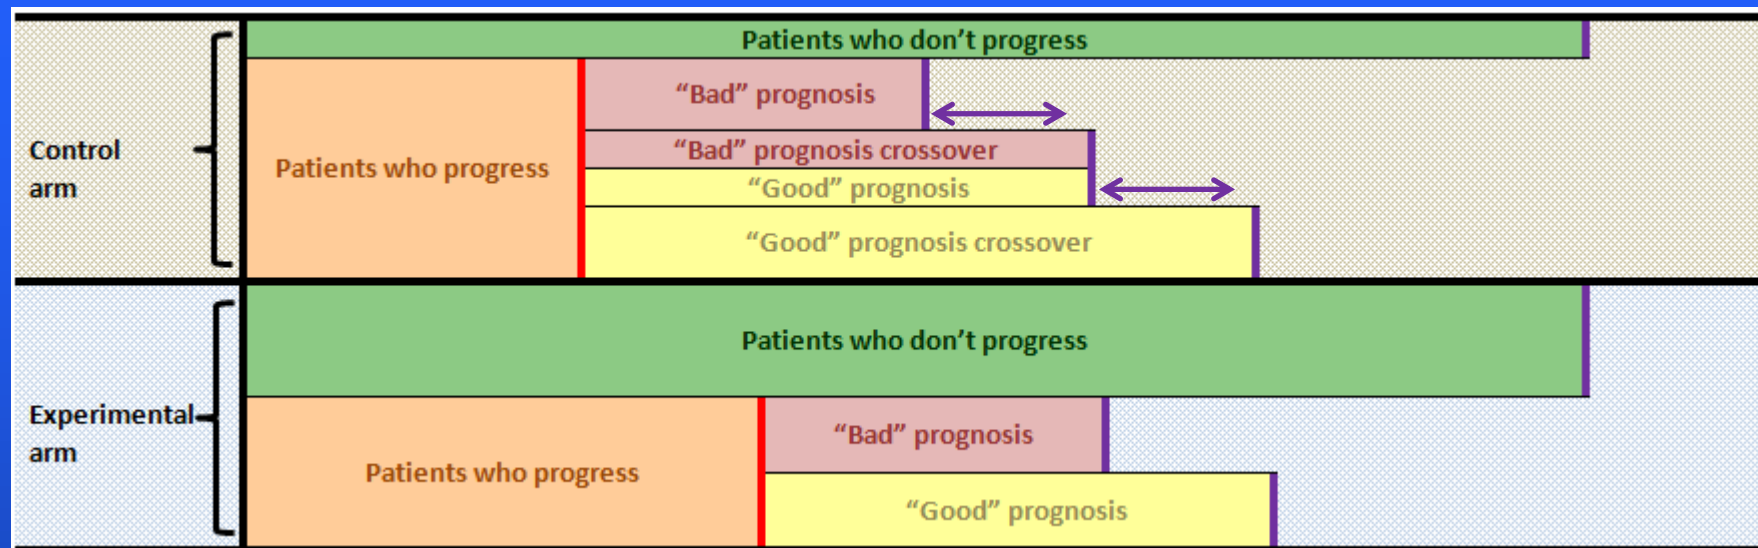 Patients who don’t progress
“Bad” prognosis
Control
arm
Patients who progress
“Bad” prognosis crossover
“Good” prognosis
“Good” prognosis crossover
Patients who don’t progress
Experimental
arm
“Bad” prognosis
Patients who progress
“Good” prognosis